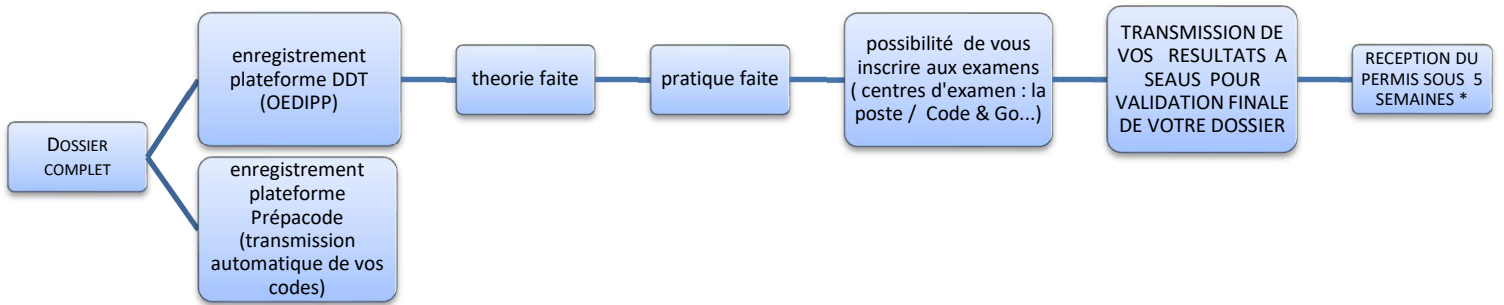 DOSSIER
COMPLET
enregistrement
plateforme DDT
(OEDIPP)
enregistrement
plateforme
Prépacode
(transmission
automatique de vos
codes)
theorie faite
pratique faite
possibilité de vous
inscrire aux examens
( centres d'examen : la
poste / Code & Go...)
TRANSMISSION DE
VOS RESULTATS A
SEAUS POUR
VALIDATION FINALE
DE VOTRE DOSSIER
RECEPTION DU
PERMIS SOUS 5
SEMAINES *